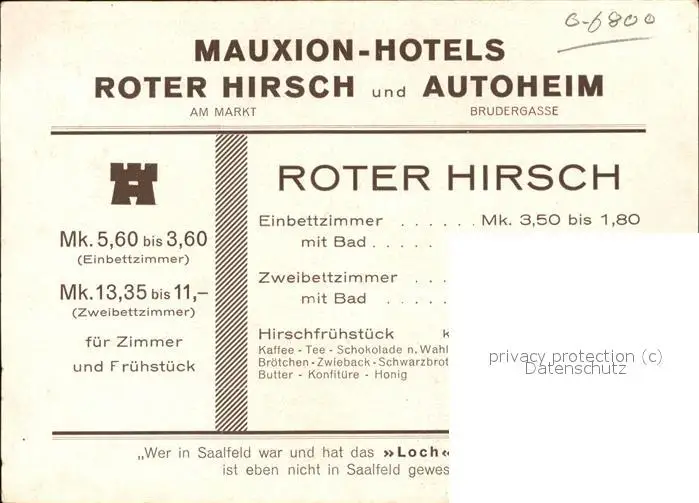 G-6800
MAUXION-HOTELS
ROTER HIRSCH und AUTOHEIM
AM MARKT BRUDERGASSE
Mk. 5,60 bis 3,60
(Einbettzimmer)
Mk. 13,35 bis 11,-
(Zweibettzimmer)
für Zimmer
und Frühstück
ROTER HIRSCH
Einbettzimmer . . . . . . Mk. 3,50 bis 1,80
mit Bad . . . . .
Zweibettzimmer . . .
mit Bad . . . .
Hirschfrühstück
Kaffee - Tee - Schokolade n. Wahl
Brötchen - Zwieback - Schwarzbrot
Butter - Konfitüre - Honig
privacy protection (c)
Datenschutz
„Wer in Saalfeld war und hat das »Loch«
ist eben nicht in Saalfeld